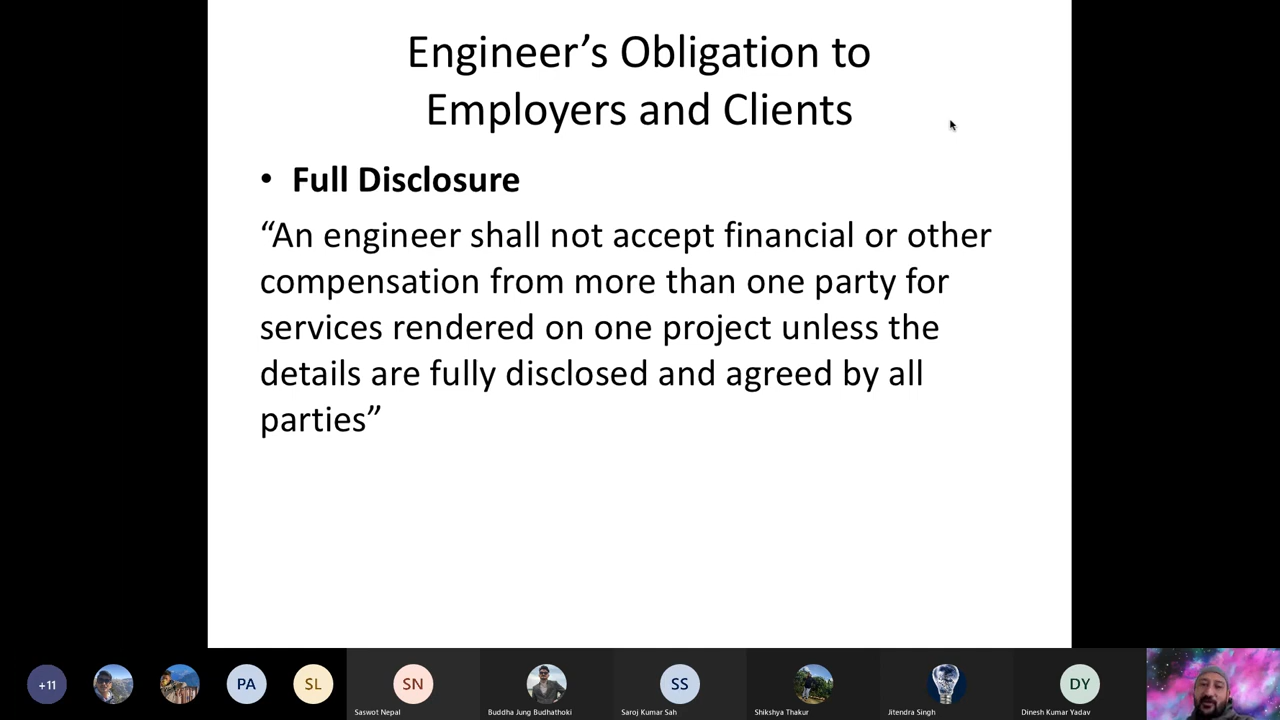 Engineer’s Obligation to
Employers and Clients
• Full Disclosure
“An engineer shall not accept financial or other
compensation from more than one party for
services rendered on one project unless the
details are fully disclosed and agreed by all
parties”
+11
PA
SL
SN
SS
DY
Saswot Nepal
Buddha Jung Budhathoki
Saroj Kumar Sah
Shikshya Thakur
Jitendra Singh
Dinesh Kumar Yadav